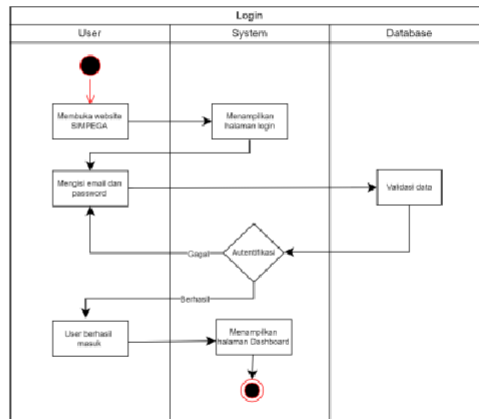 Login
User
System
Database
Membuka website
SIMPEGA
Menampilkan
halaman login
Mengisi email dan
password
Validasi data
Autentifikasi
Gagal
Berhasil
User berhasil
masuk
Menampilkan
halaman Dashboard